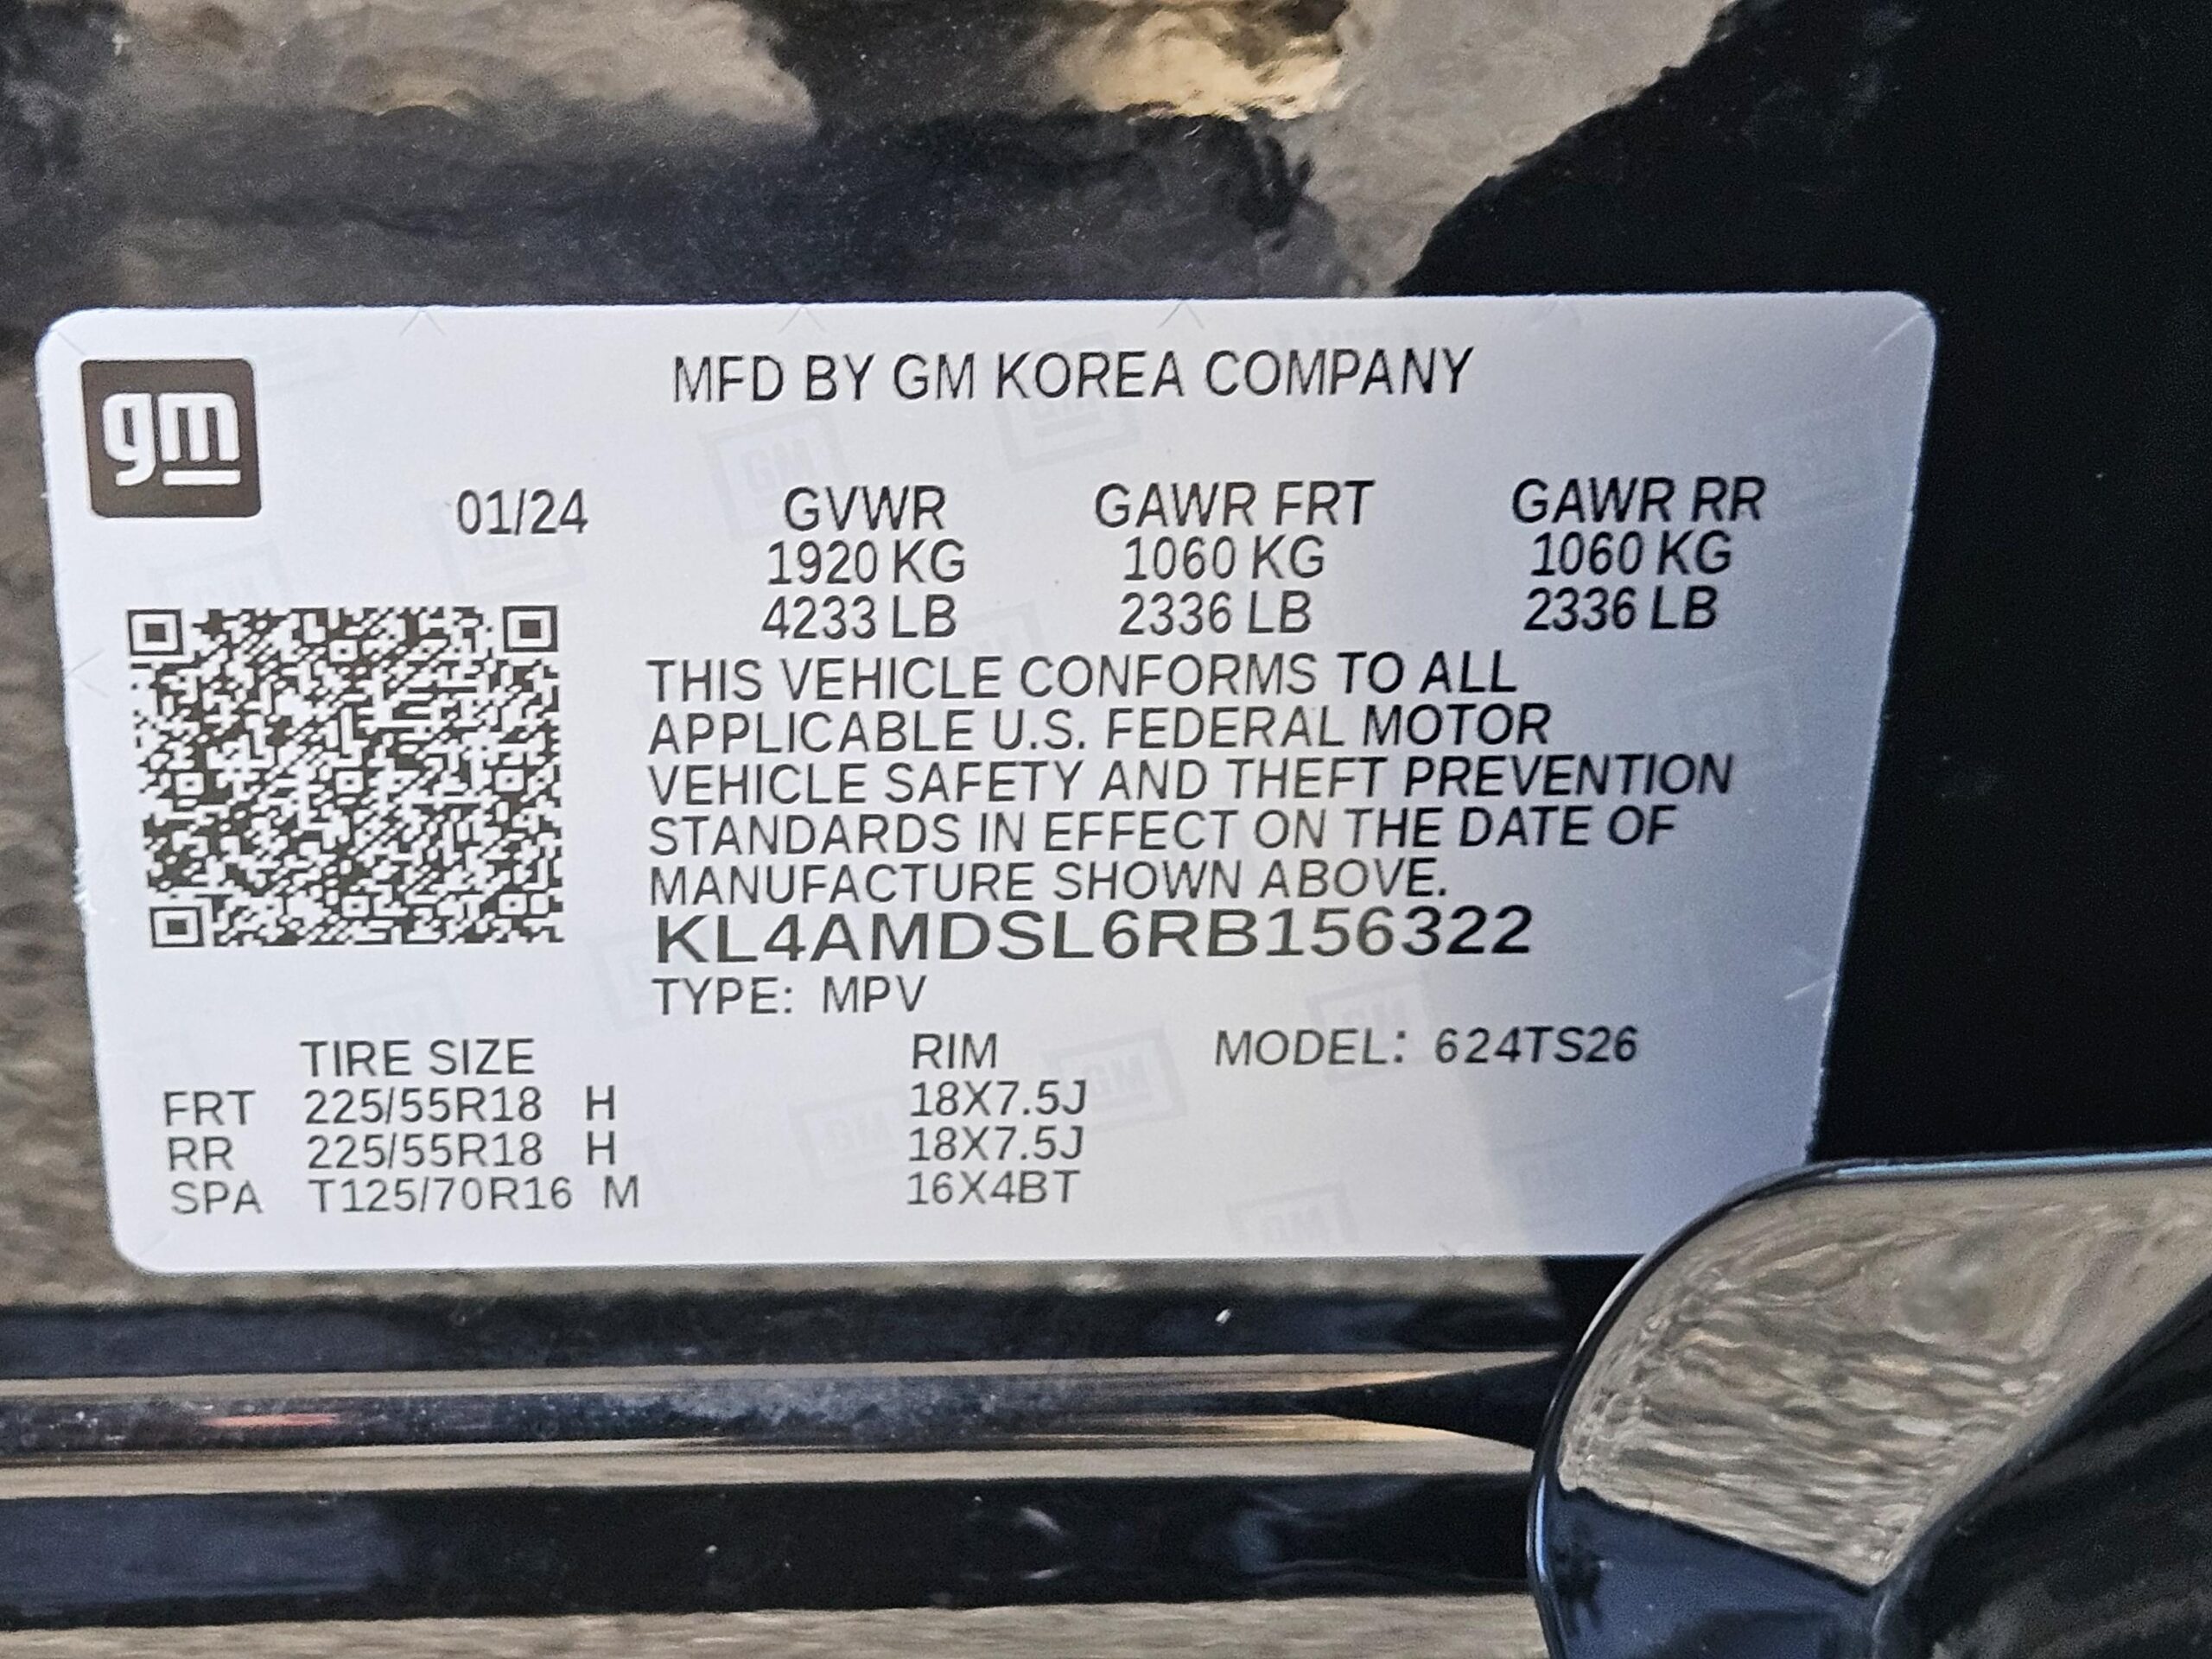 gm
MFD BY GM KOREA COMPANY
01/24 GVWR GAWR FRT GAWR RR
1920 KG 1060 KG 1060 KG
4233 LB 2336 LB 2336 LB
THIS VEHICLE CONFORMS TO ALL
APPLICABLE U.S. FEDERAL MOTOR
VEHICLE SAFETY AND THEFT PREVENTION
STANDARDS IN EFFECT ON THE DATE OF
MANUFACTURE SHOWN ABOVE.
KL4AMDSL6RB156322
TYPE: MPV
TIRE SIZE RIM MODEL: 624TS26
FRT 225/55R18 H 18X7.5J
RR 225/55R18 H 18X7.5J
SPA T125/70R16 M 16X4BT